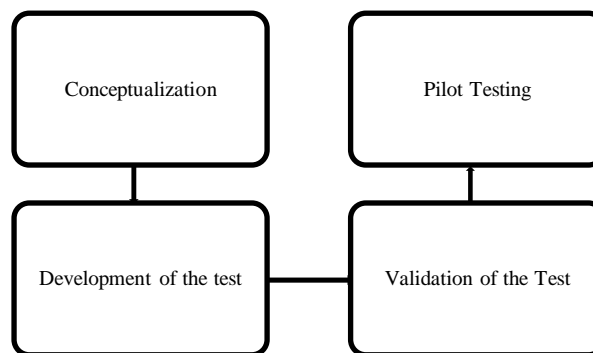 Conceptualization
Pilot Testing
Development of the test
Validation of the Test